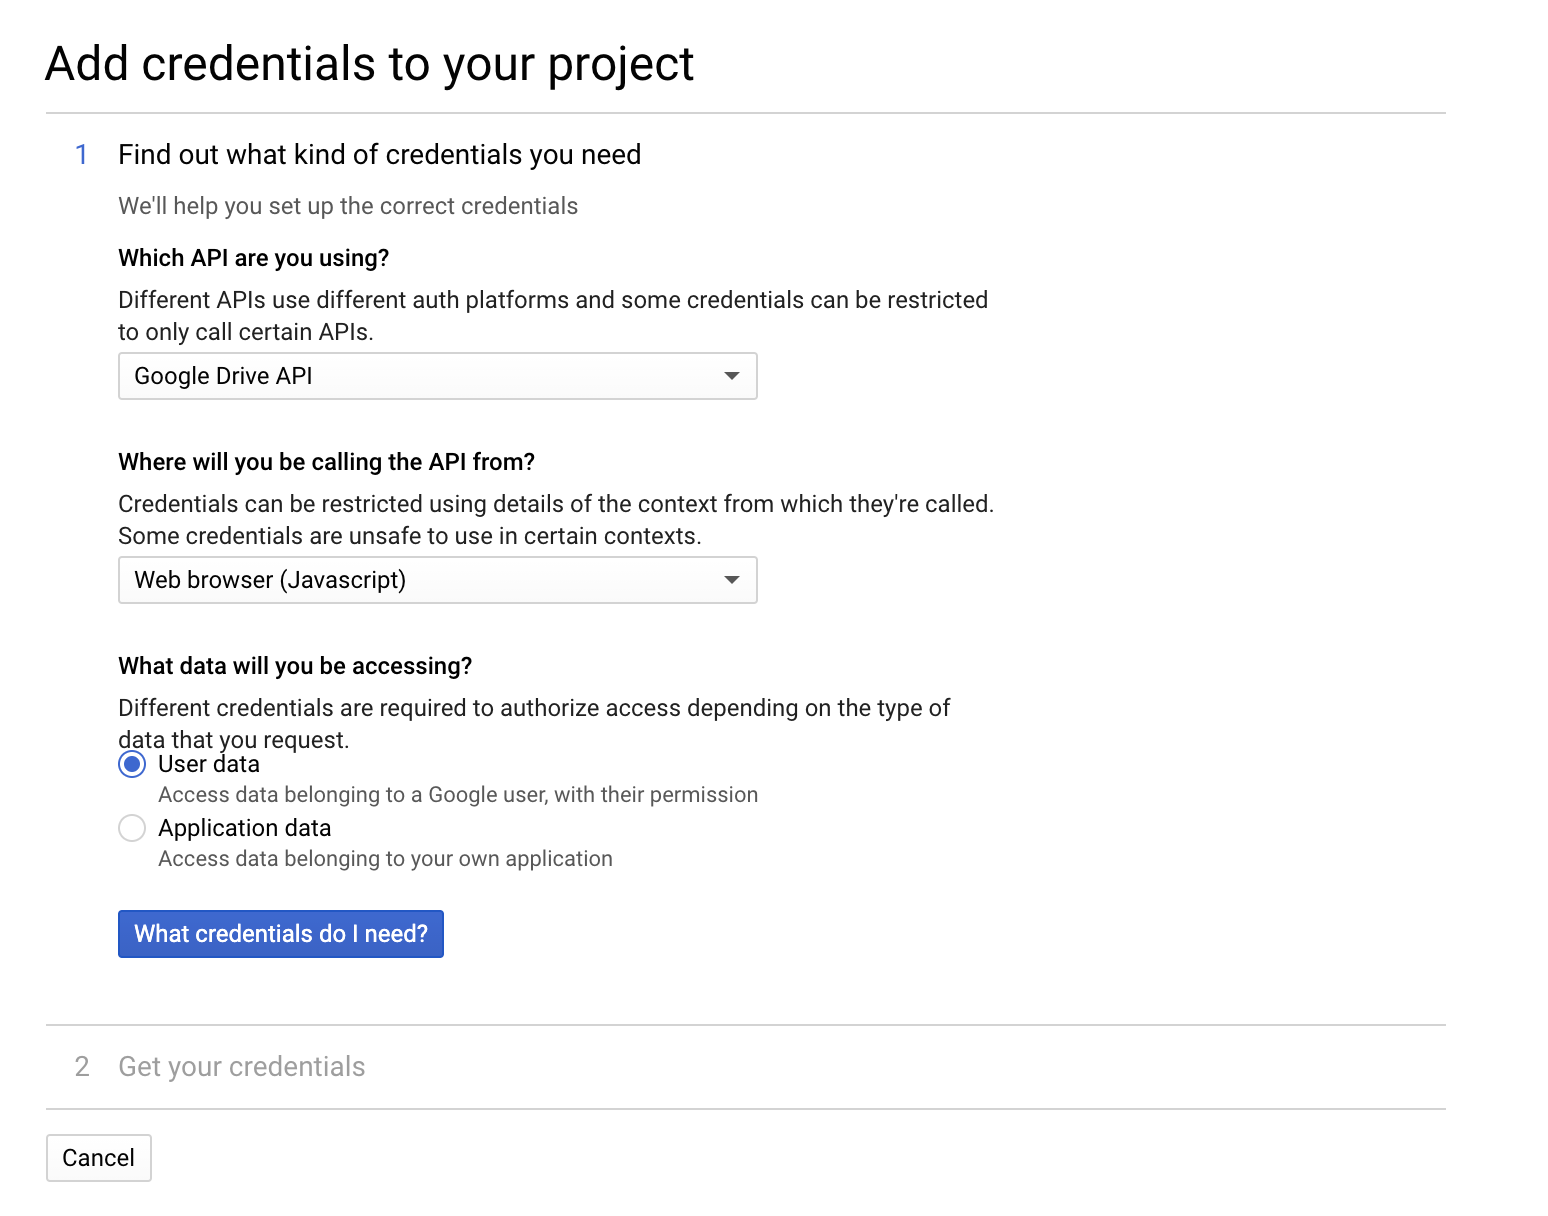 Add credentials to your project
1 Find out what kind of credentials you need
We'll help you set up the correct credentials
Which API are you using?
Different APIs use different auth platforms and some credentials can be restricted
to only call certain APIs.
Google Drive API
Where will you be calling the API from?
Credentials can be restricted using details of the context from which they're called.
Some credentials are unsafe to use in certain contexts.
Web browser (Javascript)
What data will you be accessing?
Different credentials are required to authorize access depending on the type of
data that you request.
User data
Access data belonging to a Google user, with their permission
Application data
Access data belonging to your own application
What credentials do I need?
2 Get your credentials
Cancel